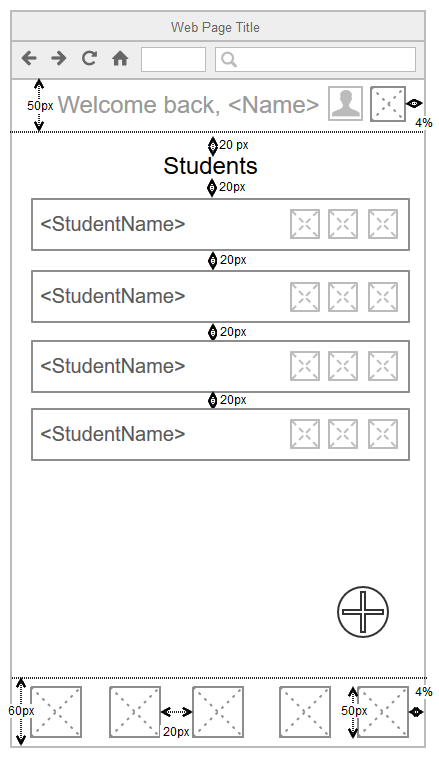 Web Page Title
50px
Welcome back, <Name>
4%
20 px
Students
20px
<StudentName>
20px
<StudentName>
20px
<StudentName>
20px
<StudentName>
4%
60px
50px
20px